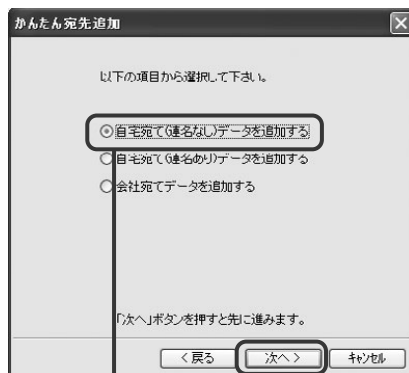 かんたん宛先追加
以下の項目から選択して下さい。
自宅宛て(連名なし)データを追加する
自宅宛て(連名あり)データを追加する
会社宛てデータを追加する
「次へ」ボタンを押すと先に進みます。
<戻る 次へ> キャンセル